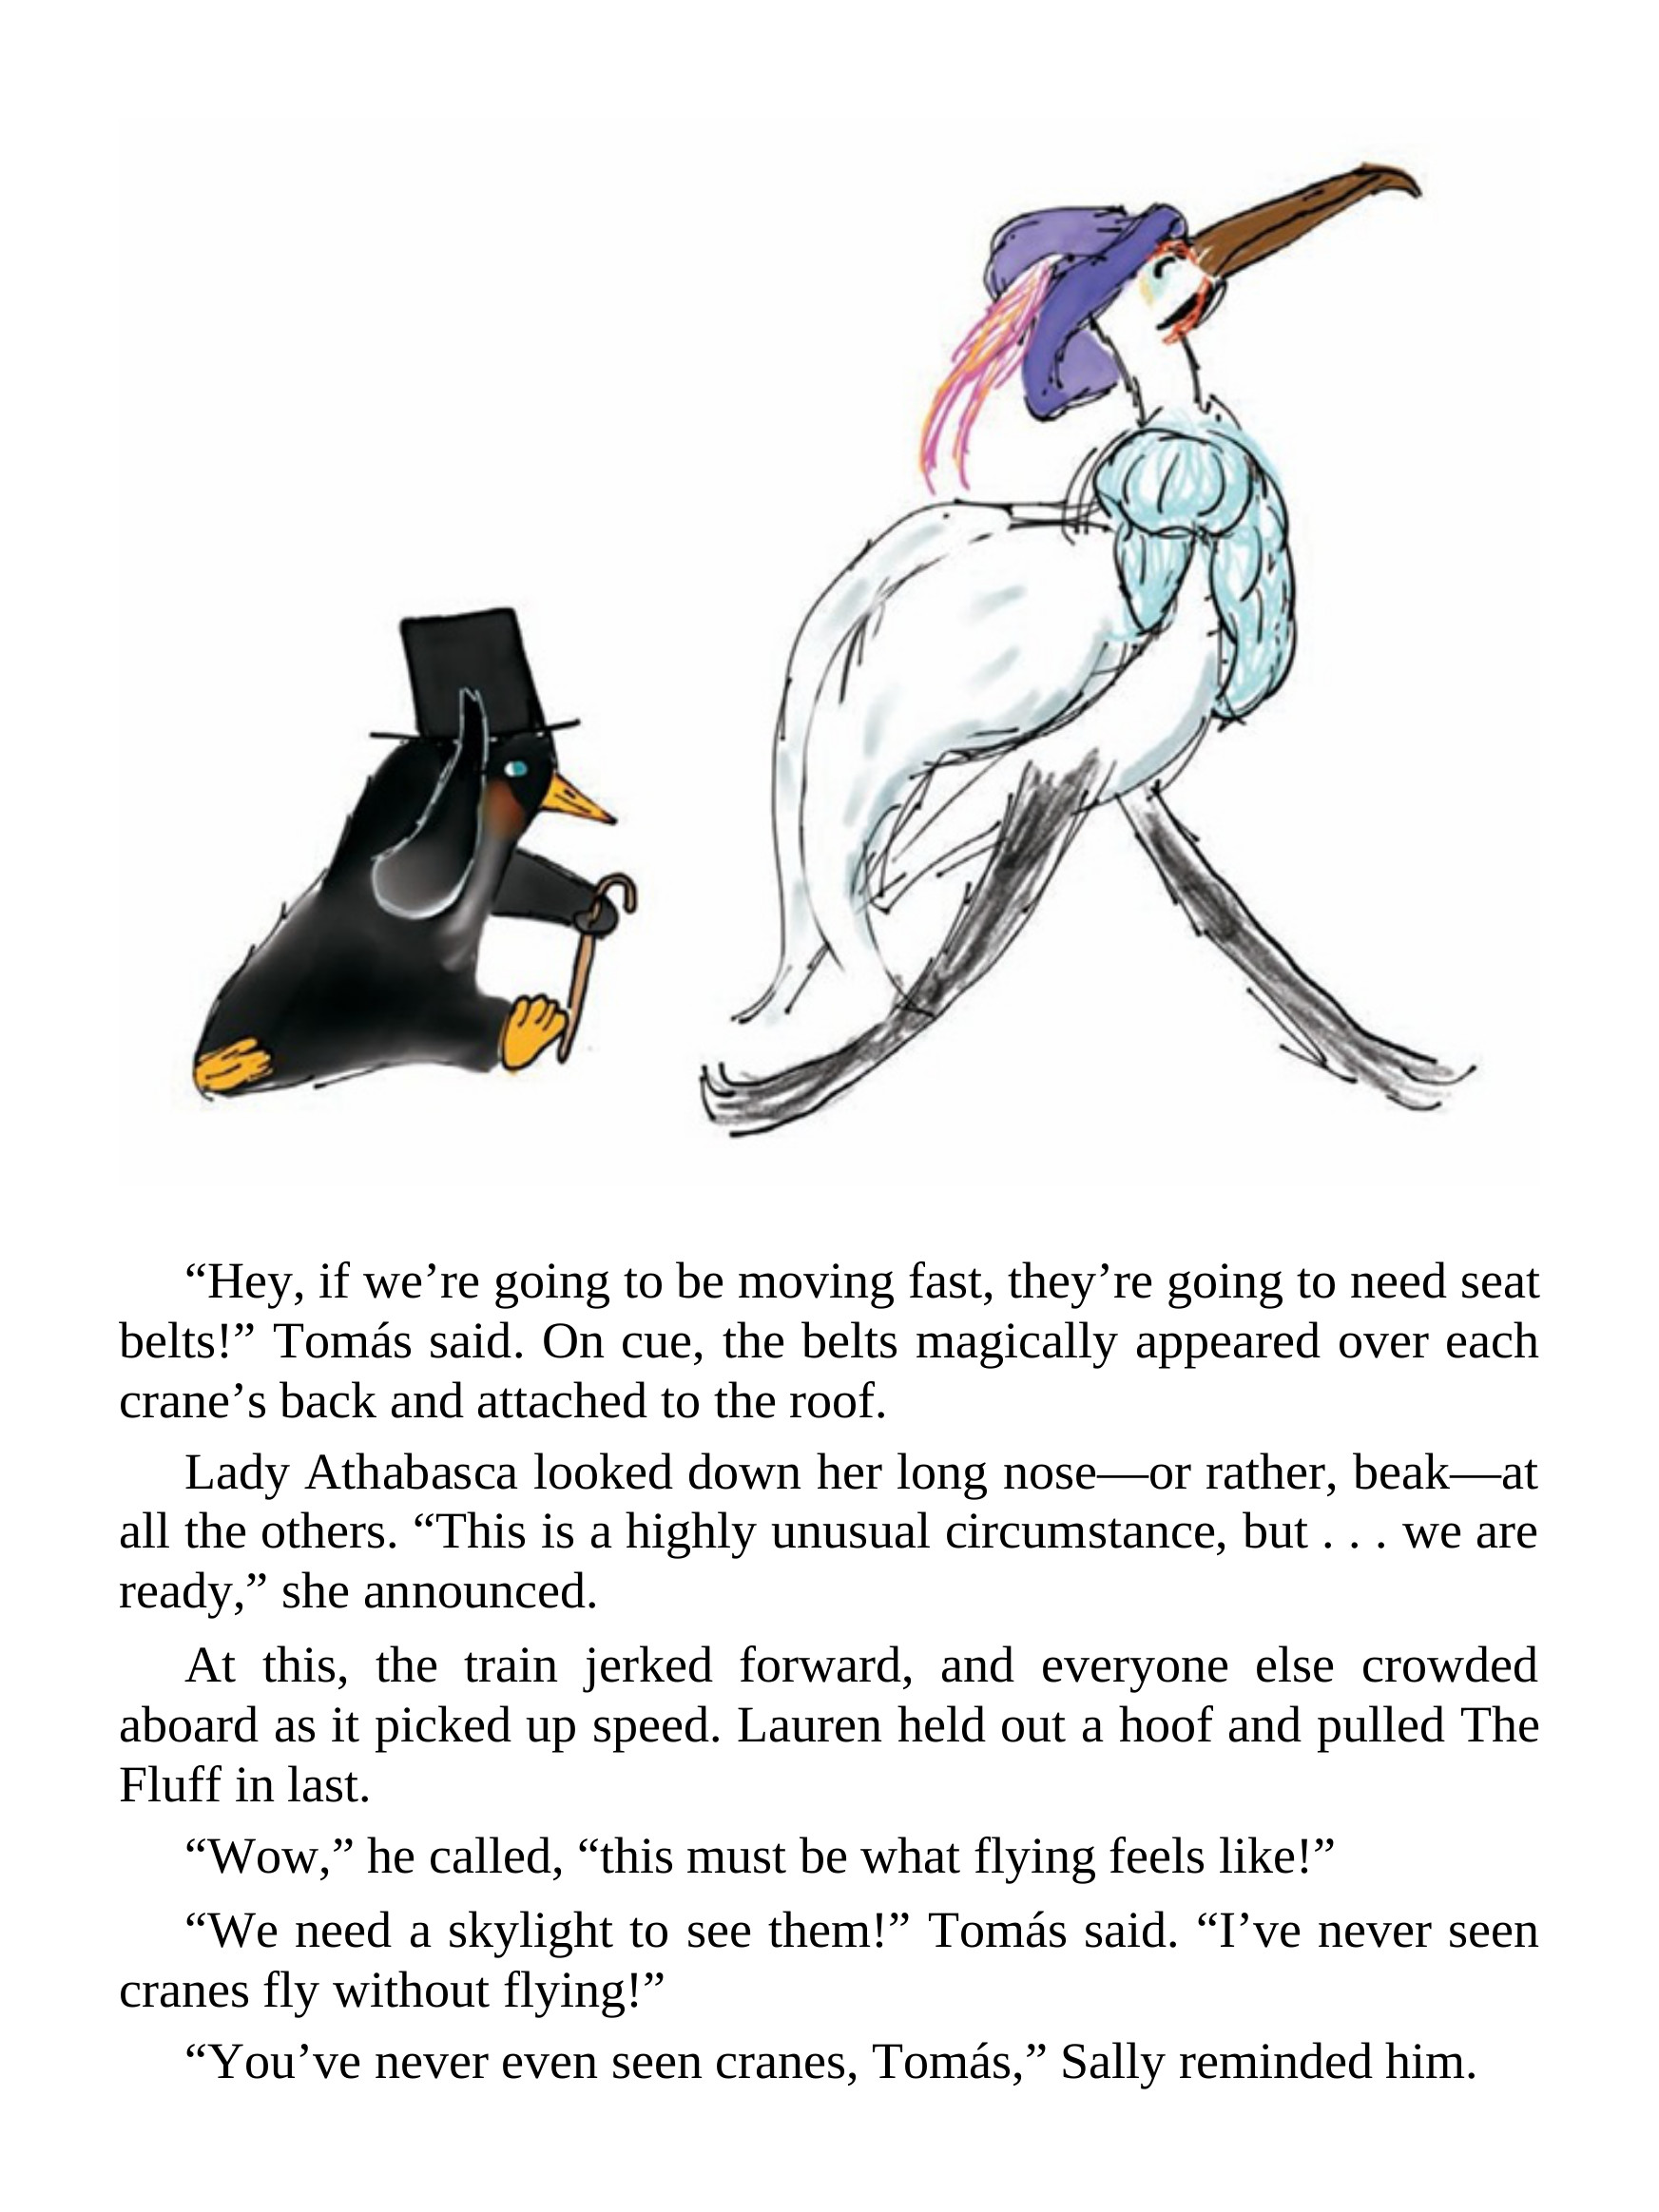 “Hey, if we’re going to be moving fast, they’re going to need seat
belts!” Tomás said. On cue, the belts magically appeared over each
crane’s back and attached to the roof.
Lady Athabasca looked down her long nose—or rather, beak—at
all the others. “This is a highly unusual circumstance, but . . . we are
ready,” she announced.
At this, the train jerked forward, and everyone else crowded
aboard as it picked up speed. Lauren held out a hoof and pulled The
Fluff in last.
“Wow,” he called, “this must be what flying feels like!”
“We need a skylight to see them!” Tomás said. “I’ve never seen
cranes fly without flying!”
“You’ve never even seen cranes, Tomás,” Sally reminded him.